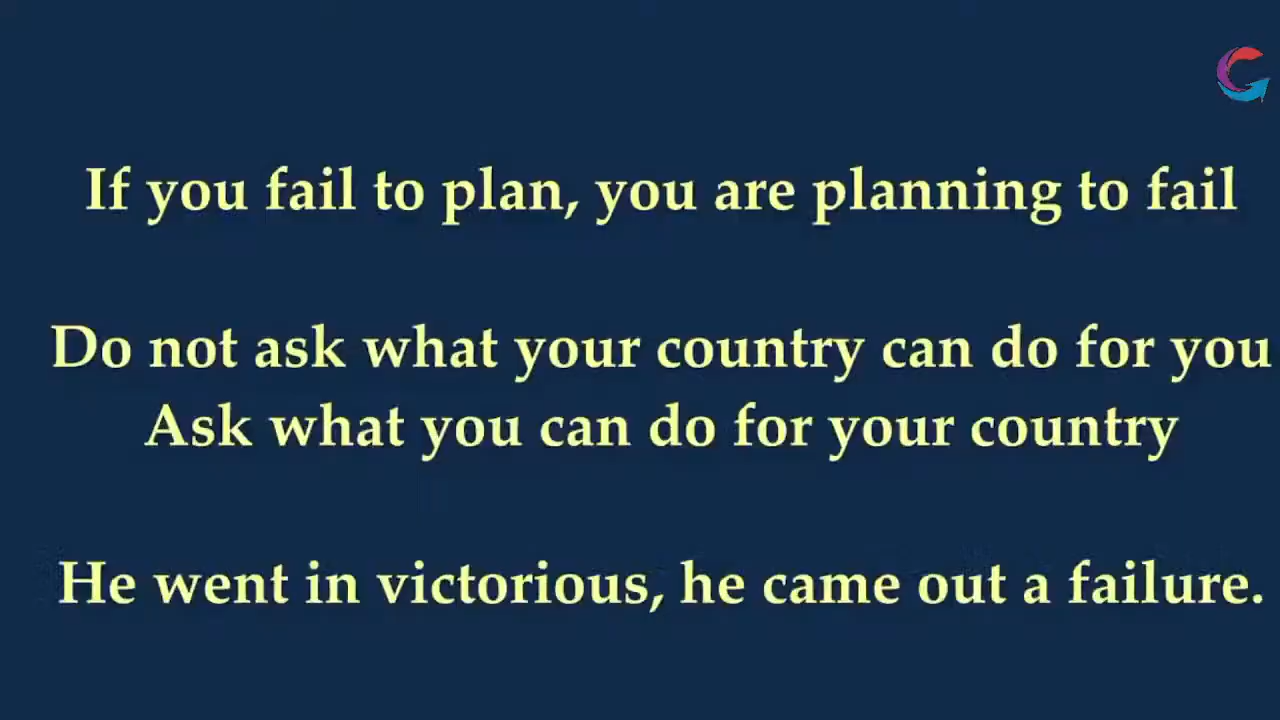 If you fail to plan, you are planning to fail
Do not ask what your country can do for you
Ask what you can do for your country
He went in victorious, he came out a failure.